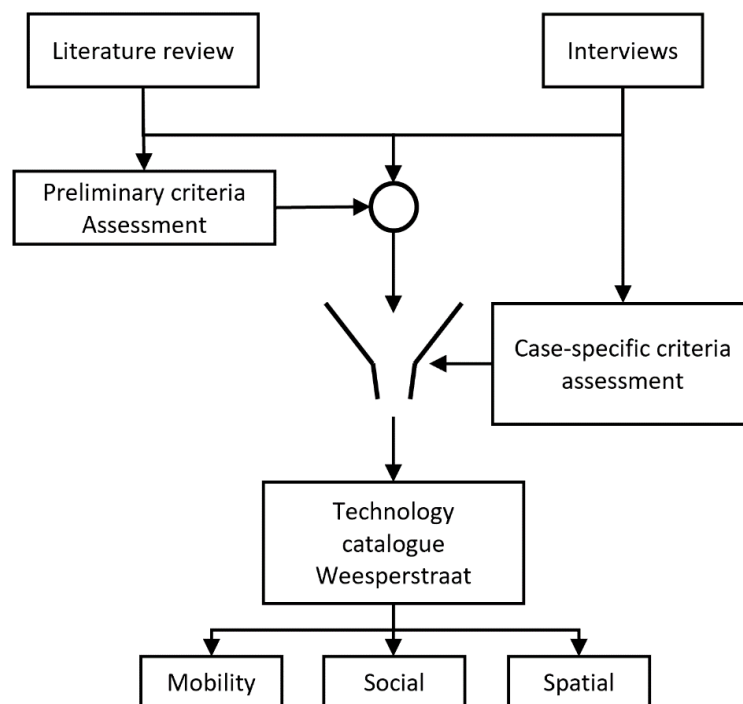 Literature review
Interviews
Preliminary criteria
Assessment
Case-specific criteria
assessment
Technology
catalogue
Weesperstraat
Mobility
Social
Spatial